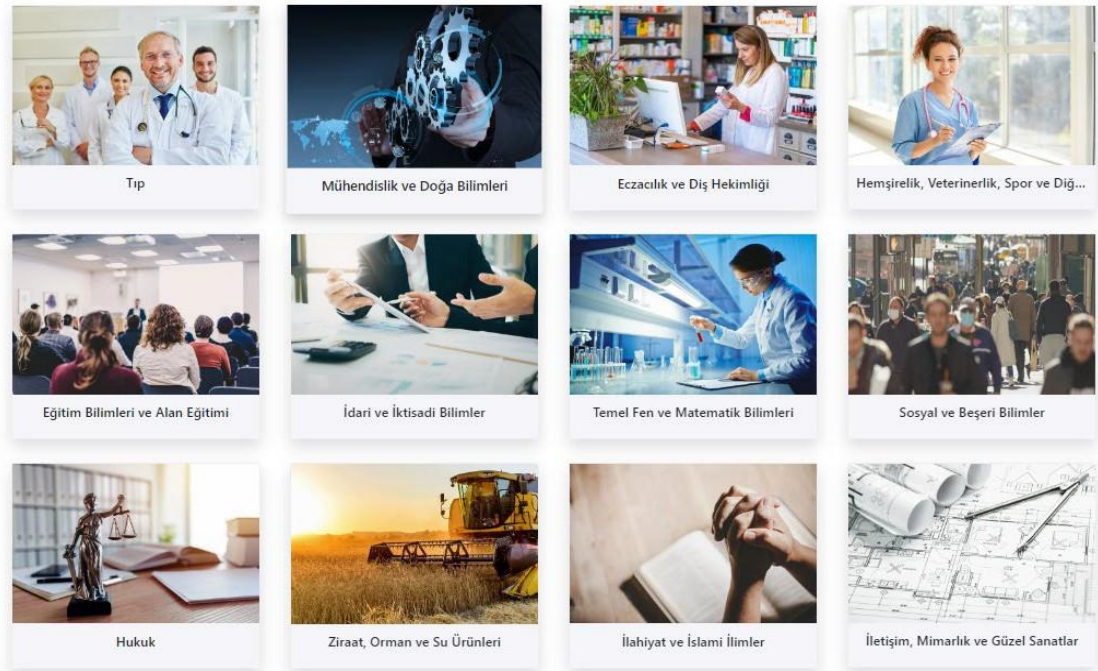 Tıp
Mühendislik ve Doğa Bilimleri
Eczacılık ve Diş Hekimliği
Hemşirelik, Veterinerlik, Spor ve Diğ...
Eğitim Bilimleri ve Alan Eğitimi
İdari ve İktisadi Bilimler
Temel Fen ve Matematik Bilimleri
Sosyal ve Beşeri Bilimler
Hukuk
Ziraat, Orman ve Su Ürünleri
İlahiyat ve İslami İlimler
İletişim, Mimarlık ve Güzel Sanatlar